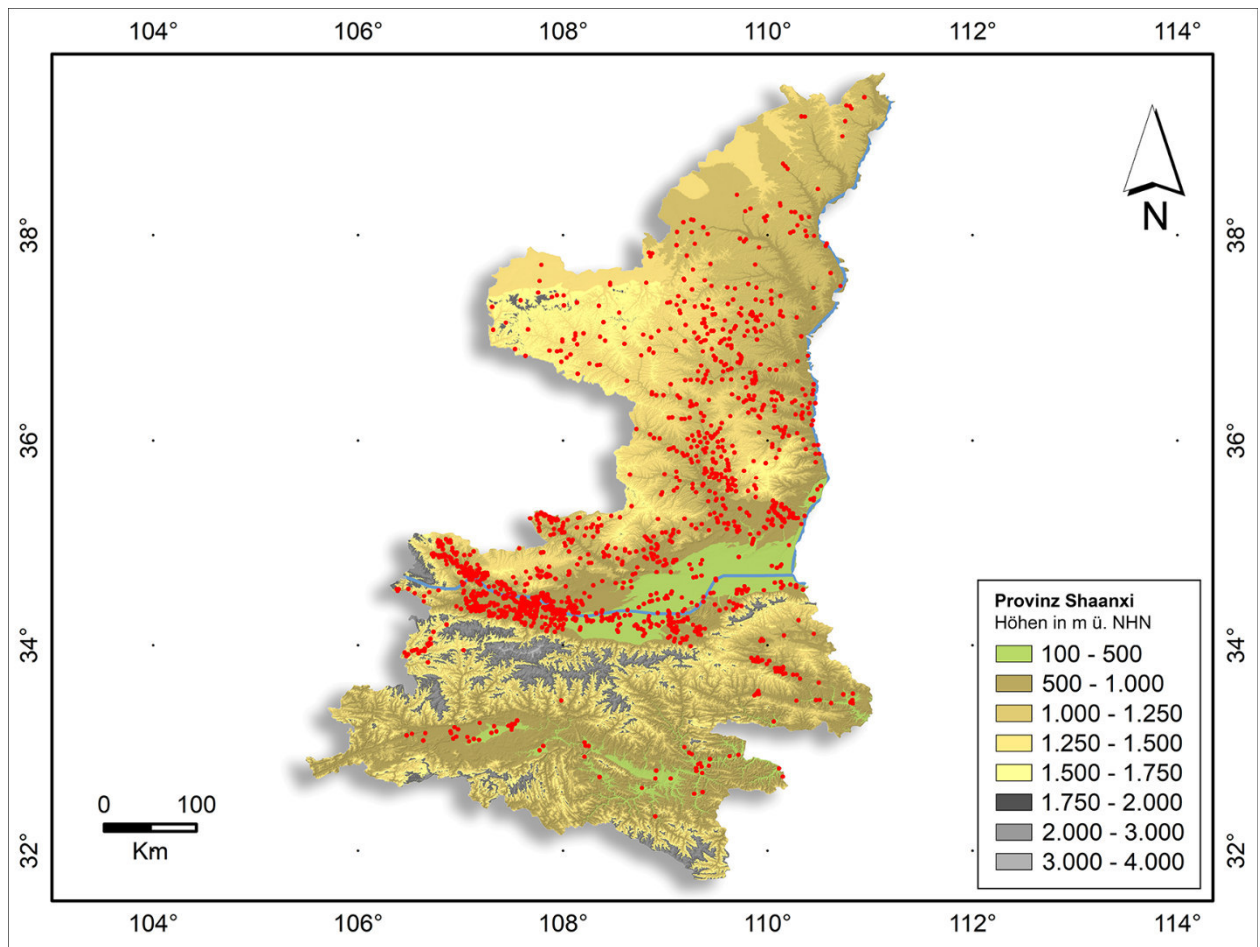 104° 106° 108° 110° 112° 114°
38°
38°
36°
36°
34°
34°
32°
32°
N
0 100
Km
Provinz Shaanxi
Höhen in m ü. NHN
100 - 500
500 - 1.000
1.000 - 1.250
1.250 - 1.500
1.500 - 1.750
1.750 - 2.000
2.000 - 3.000
3.000 - 4.000
104° 106° 108° 110° 112° 114°